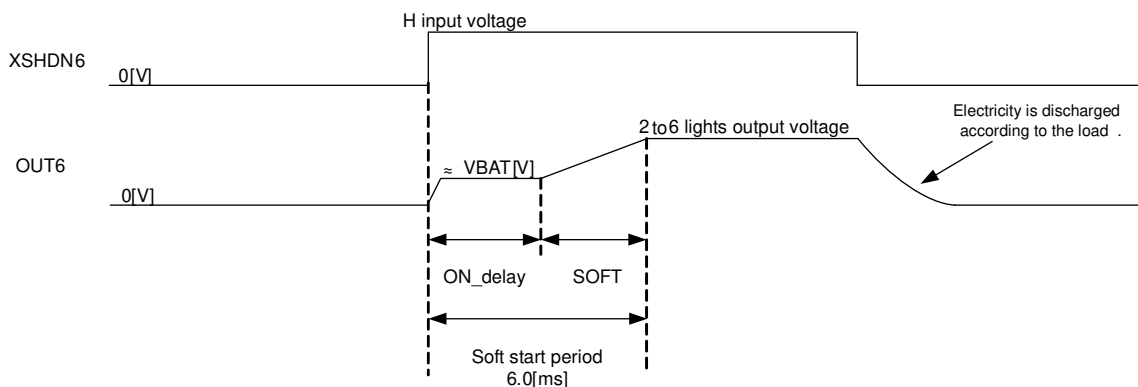 H input voltage
XSHDN6
0[V]
Electricity is discharged
according to the load .
2 to 6 lights output voltage
OUT6
≈ VBAT[V]
0[V]
ON_delay
SOFT
Soft start period
6.0[ms]